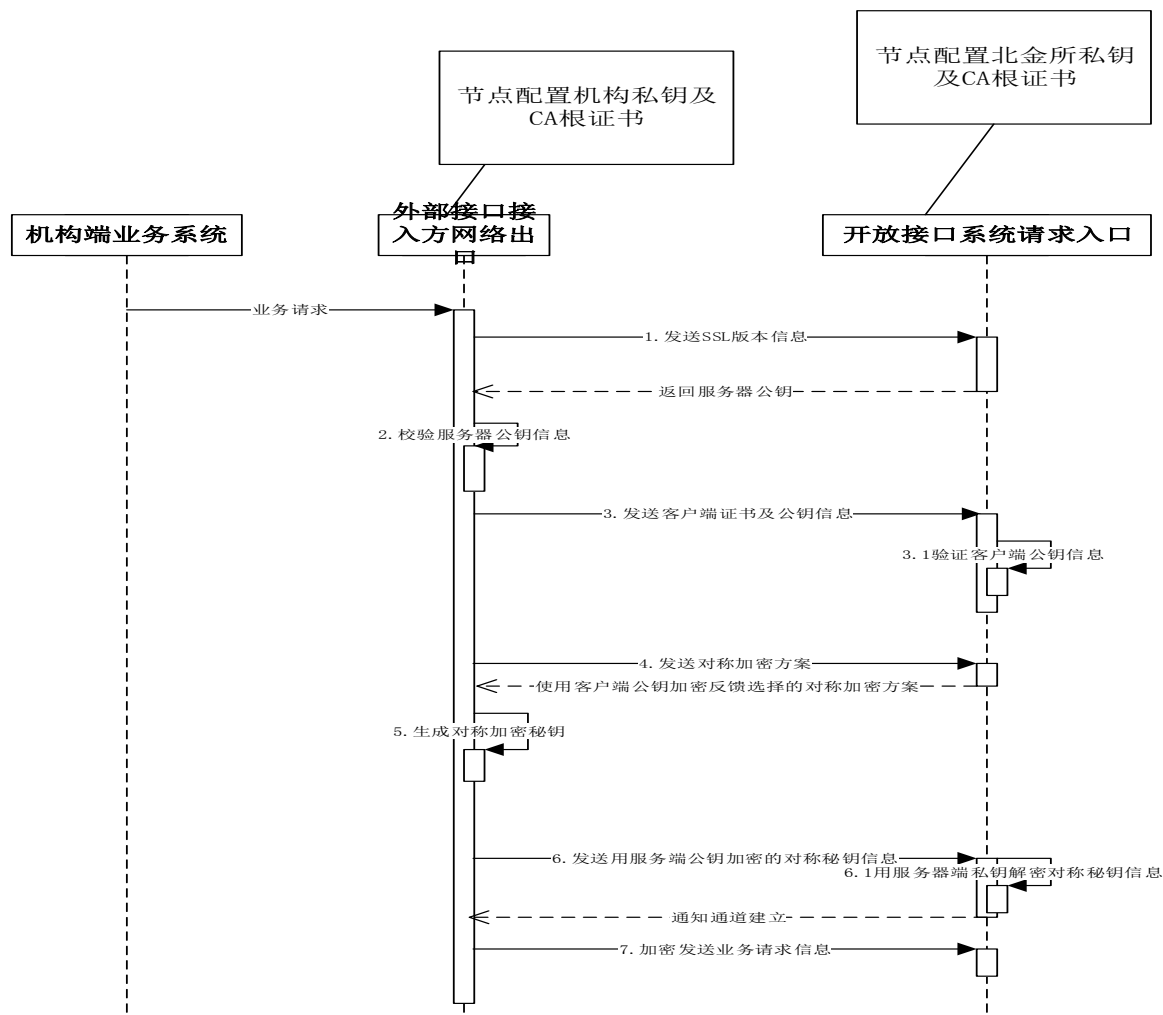 节点配置北金所私钥
及CA根证书
节点配置机构私钥及
CA根证书
机构端业务系统
外部接口接
入方网络出
口
开放接口系统请求入口
业务请求
1.发送SSL版本信息
返回服务器公钥
2.校验服务器公钥信息
3.发送客户端证书及公钥信息
3.1验证客户端公钥信息
4.发送对称加密方案
使用客户端公钥加密反馈选择的对称加密方案
5.生成对称加密秘钥
6.发送用服务端公钥加密的对称秘钥信息
6.1用服务器端私钥解密对称秘钥信息
通知通道建立
7.加密发送业务请求信息